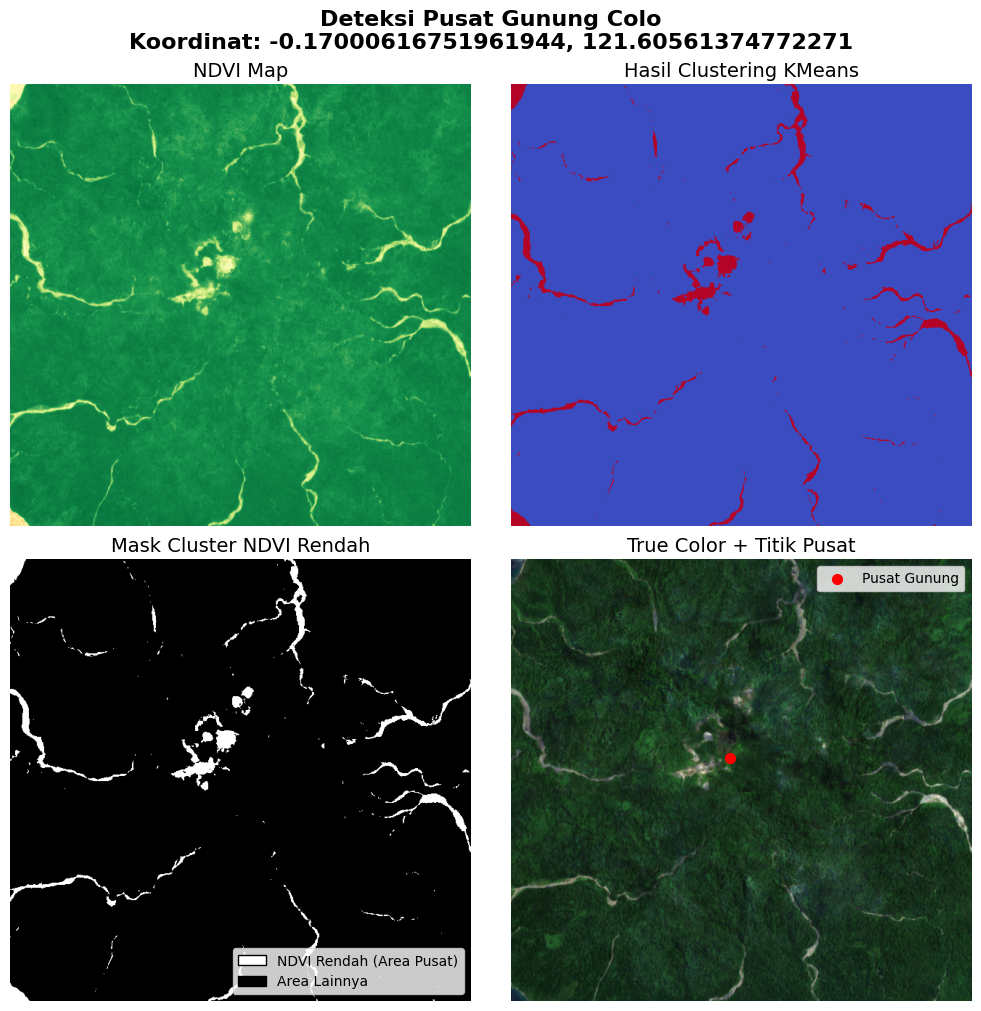 Deteksi Pusat Gunung Colo
Koordinat: -0.17000616751961944, 121.60561374772271
NDVI Map
Hasil Clustering KMeans
Mask Cluster NDVI Rendah
True Color + Titik Pusat
Pusat Gunung
NDVI Rendah (Area Pusat)
Area Lainnya